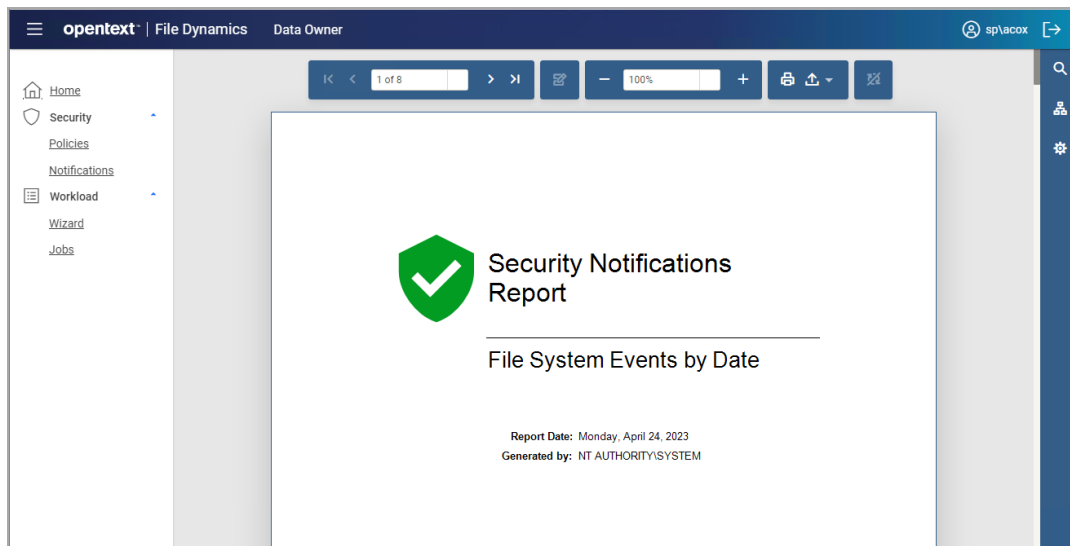 opentext™ | File Dynamics Data Owner sp\acox
Home
Security
Policies
Notifications
Workload
Wizard
Jobs
1 of 8
100%
Security Notifications
Report
File System Events by Date
Report Date: Monday, April 24, 2023
Generated by: NT AUTHORITY\SYSTEM